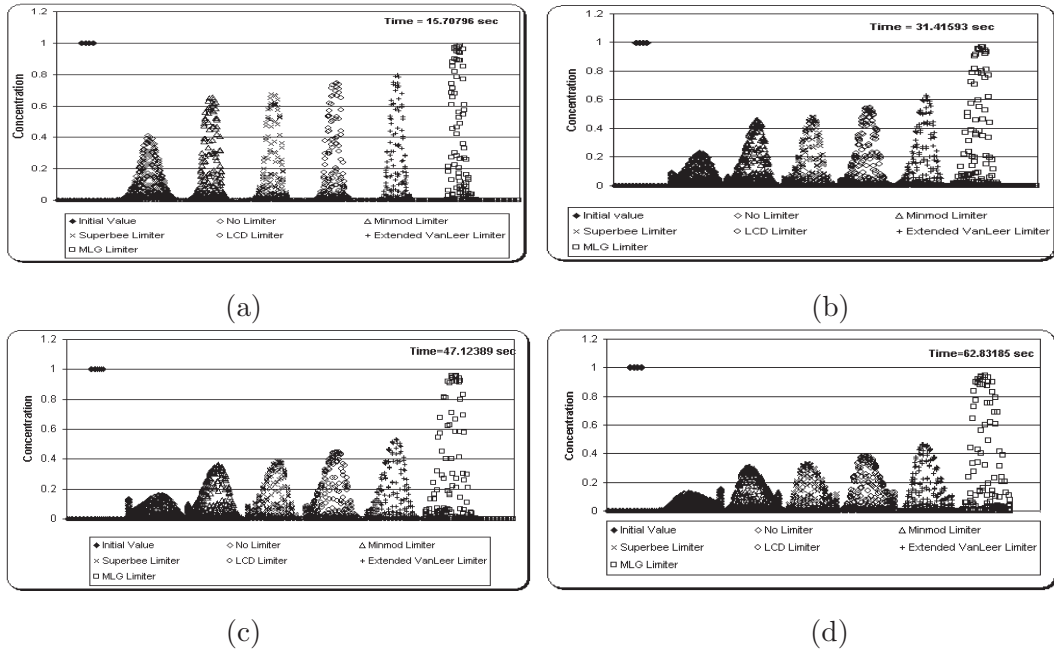 Time = 15.70796 sec
Concentration
1.2
1
0.8
0.6
0.4
0.2
0
Initial Value No Limiter Minmod Limiter
Superbee Limiter LCD Limiter Extended VanLeer Limiter
MLG Limiter
(a)
Time = 31.41593 sec
Concentration
1.2
1
0.8
0.6
0.4
0.2
0
Initial value No Limiter Minmod Limiter
Superbee Limiter LCD Limiter Extended VanLeer Limiter
MLG Limiter
(b)
Time=47.12389 sec
Concentration
1.2
1
0.8
0.6
0.4
0.2
0
Initial Value No Limiter Minmod Limiter
Superbee Limiter LCD Limiter Extended VanLeer Limiter
MLG Limiter
(c)
Time=62.83185 sec
Concentration
1.2
1
0.8
0.6
0.4
0.2
0
Initial Value No Limiter Minmod Limiter
Superbee Limiter LCD Limiter Extended VanLeer Limiter
MLG Limiter
(d)